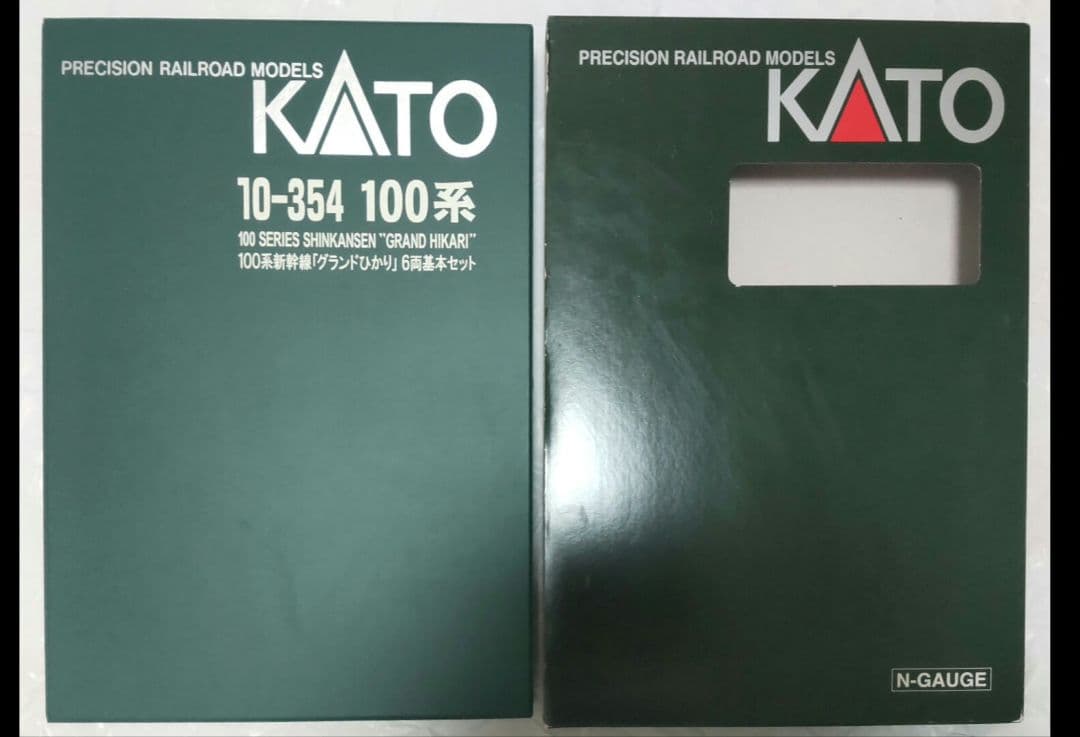 PRECISION RAILROAD MODELS
KATO
10-354 100系
100 SERIES SHINKANSEN "GRAND HIKARI"
100系新幹線「グランドひかり」6両基本セット
PRECISION RAILROAD MODELS
KATO
N-GAUGE